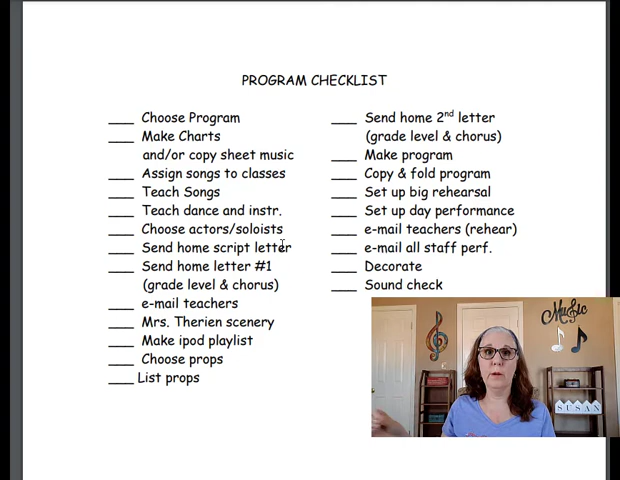 PROGRAM CHECKLIST
___ Choose Program
___ Make Charts
and/or copy sheet music
___ Assign songs to classes
___ Teach Songs
___ Teach dance and instr.
___ Choose actors/soloists
___ Send home script letter
___ Send home letter #1
(grade level & chorus)
___ e-mail teachers
___ Mrs. Therien scenery
___ Make ipod playlist
___ Choose props
___ List props
___ Send home 2nd letter
(grade level & chorus)
___ Make program
___ Copy & fold program
___ Set up big rehearsal
___ Set up day performance
___ e-mail teachers (rehear)
___ e-mail all staff perf.
___ Decorate
___ Sound check
Music
SUSAN